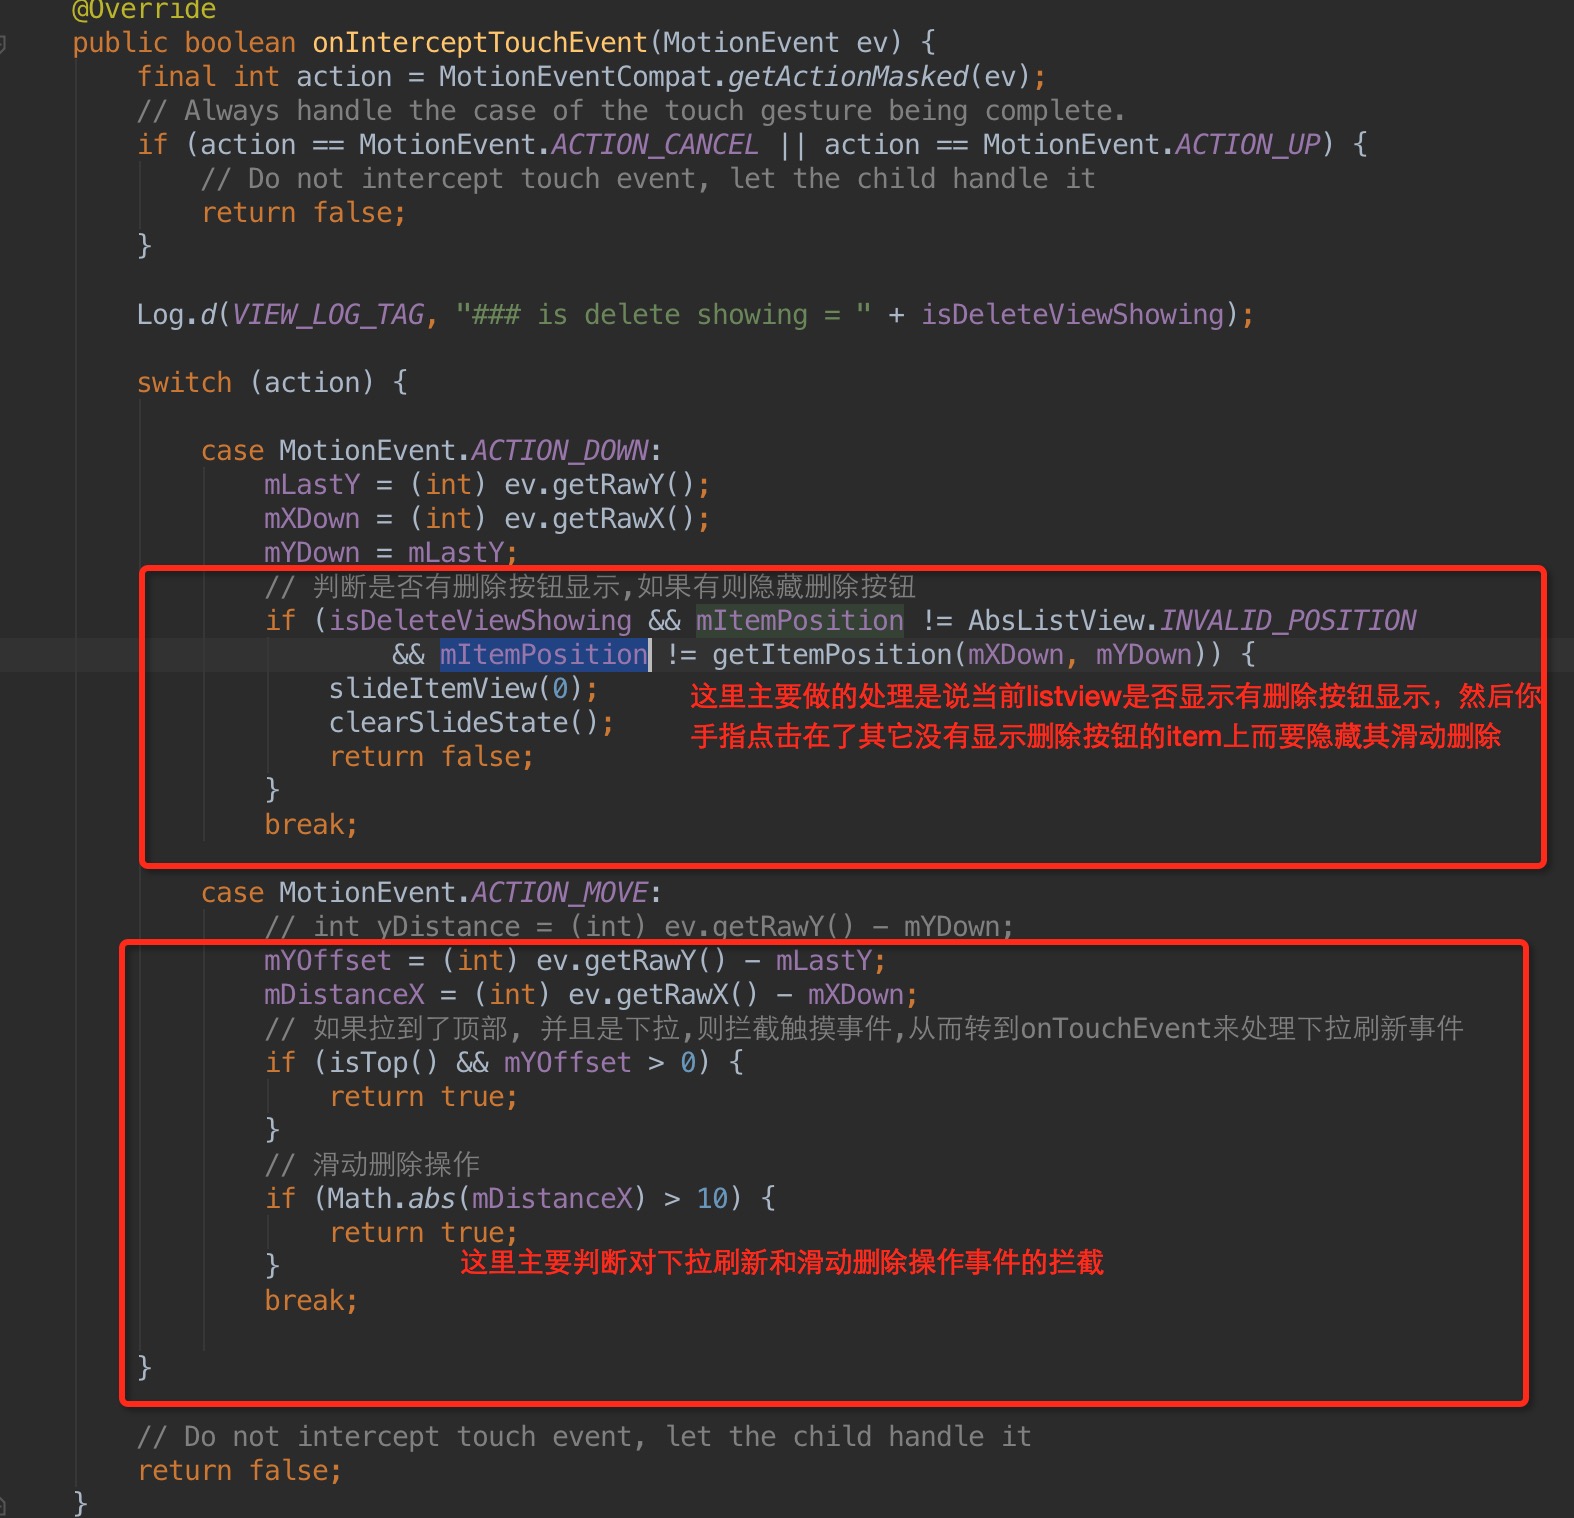 @Override
public boolean onInterceptTouchEvent(MotionEvent ev) {
final int action = MotionEventCompat.getActionMasked(ev);
// Always handle the case of the touch gesture being complete.
if (action == MotionEvent.ACTION_CANCEL || action == MotionEvent.ACTION_UP) {
// Do not intercept touch event, let the child handle it
return false;
}
Log.d(VIEW_LOG_TAG, "### is delete showing = " + isDeleteViewShowing);
switch (action) {
case MotionEvent.ACTION_DOWN:
mLastY = (int) ev.getRawY();
mXDown = (int) ev.getRawX();
mYDown = mLastY;
// 判断是否有删除按钮显示,如果有则隐藏删除按钮
if (isDeleteViewShowing && mItemPosition != AbsListView.INVALID_POSITION
&& mItemPosition != getItemPosition(mXDown, mYDown)) {
slideItemView(0);
这里主要做的处理是说当前listview是否显示有删除按钮显示，然后你
clearSlideState();
手指点击在了其它没有显示删除按钮的item上而要隐藏其滑动删除
return false;
}
break;
case MotionEvent.ACTION_MOVE:
// int yDistance = (int) ev.getRawY() - mYDown;
mYOffset = (int) ev.getRawY() - mLastY;
mDistanceX = (int) ev.getRawX() - mXDown;
// 如果拉到了顶部, 并且是下拉,则拦截触摸事件,从而转到onTouchEvent来处理下拉刷新事件
if (isTop() && mYOffset > 0) {
return true;
}
// 滑动删除操作
if (Math.abs(mDistanceX) > 10) {
return true;
}
这里主要判断对下拉刷新和滑动删除操作事件的拦截
break;
}
// Do not intercept touch event, let the child handle it
return false;
}